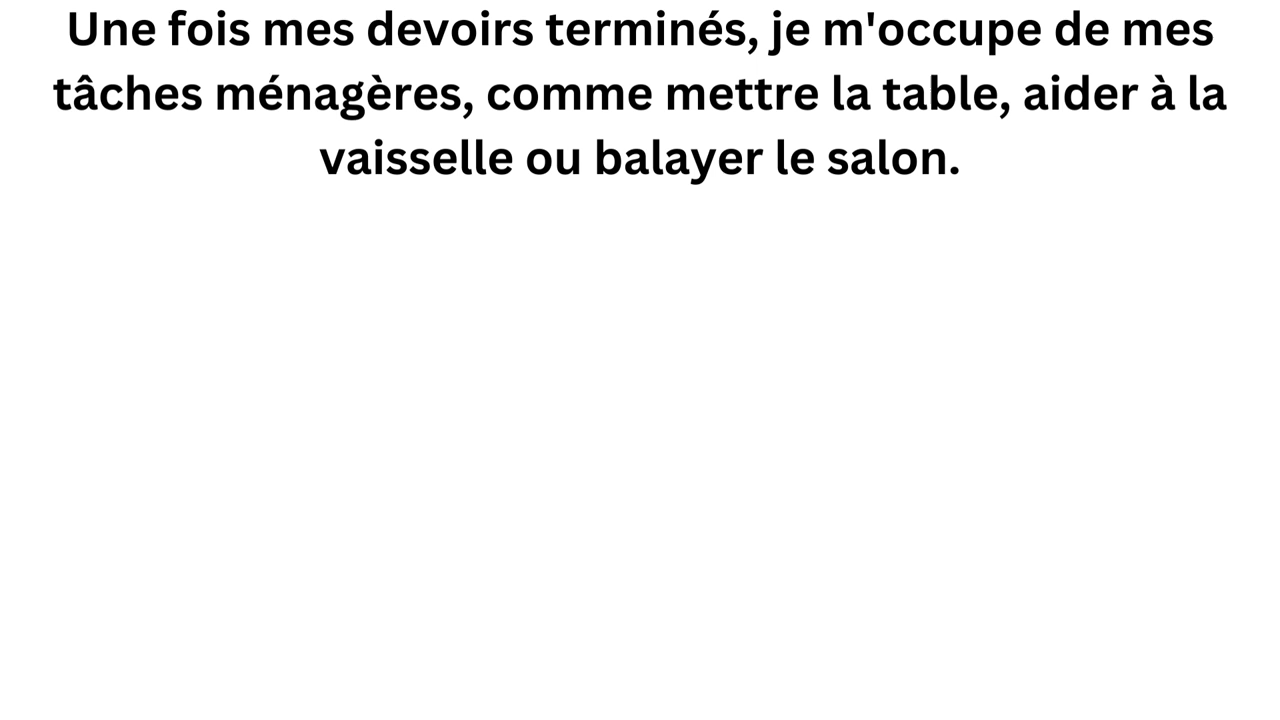 Une fois mes devoirs terminés, je m'occupe de mes
tâches ménagères, comme mettre la table, aider à la
vaisselle ou balayer le salon.